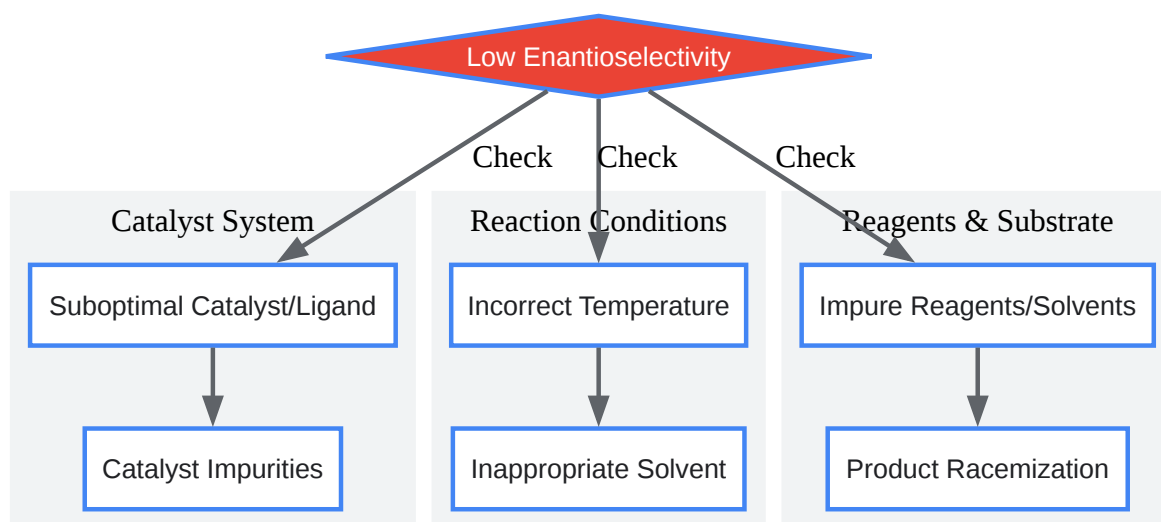 Low Enantioselectivity
Check
Check
Check
Catalyst System
Reaction Conditions
Reagents & Substrate
Suboptimal Catalyst/Ligand
Incorrect Temperature
Impure Reagents/Solvents
Catalyst Impurities
Inappropriate Solvent
Product Racemization